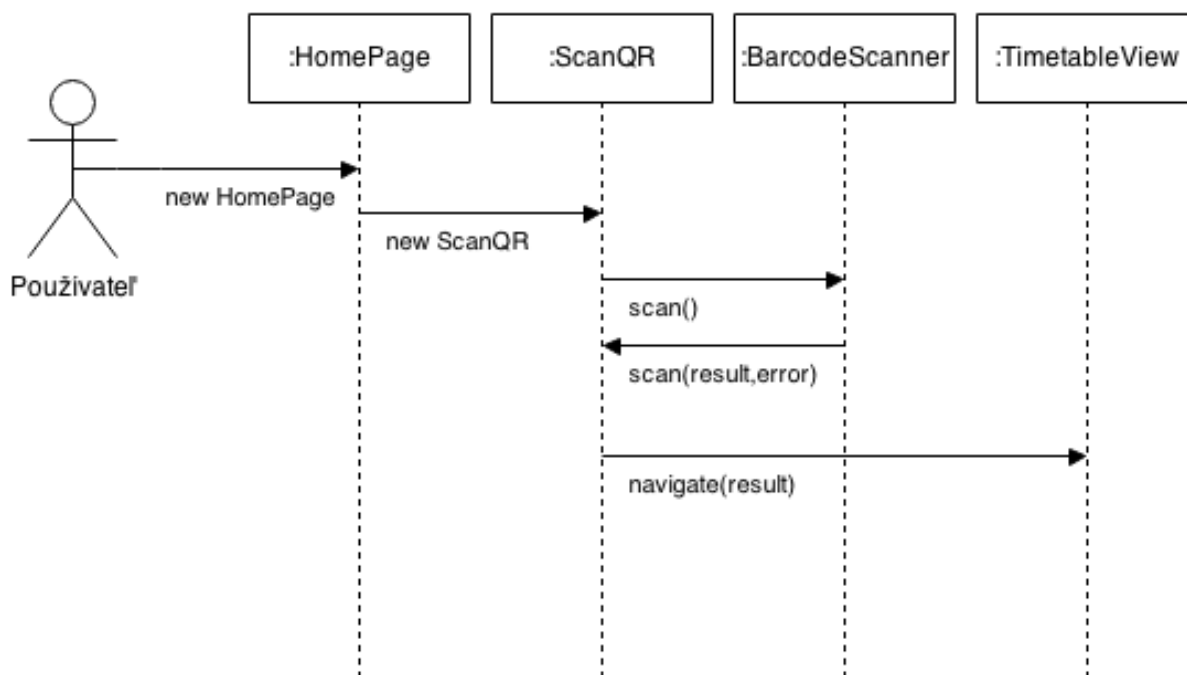 :HomePage
:ScanQR
:BarcodeScanner
:TimetableView
new HomePage
new ScanQR
Používateľ
scan()
scan(result,error)
navigate(result)